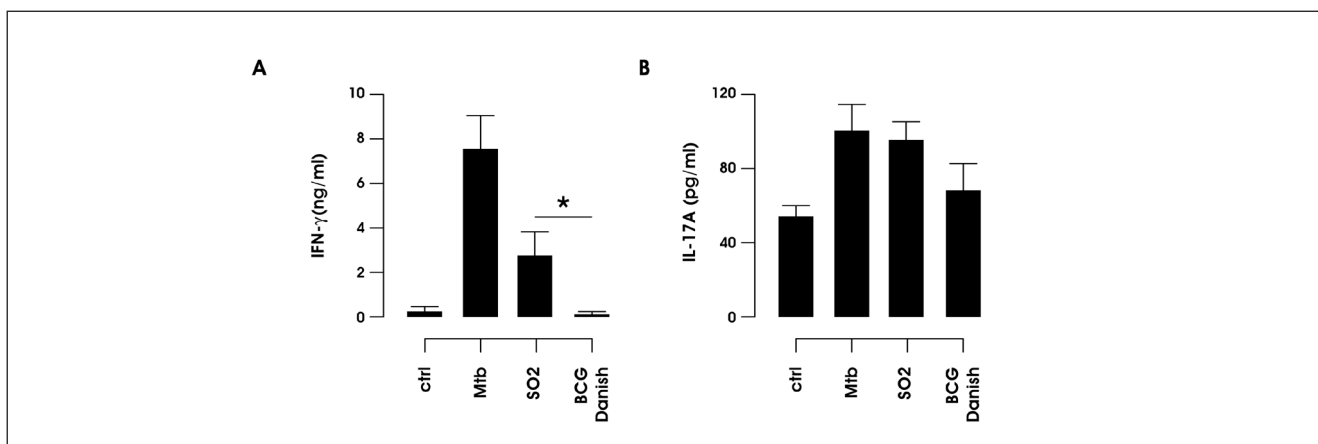 A
IFN-γ(ng/ml)
10
8
6
4
2
0
*
ctrl
Mtb
SO2
BCG
Danish
B
IL-17A (pg/ml)
120
80
40
0
ctrl
Mtb
SO2
BCG
Danish